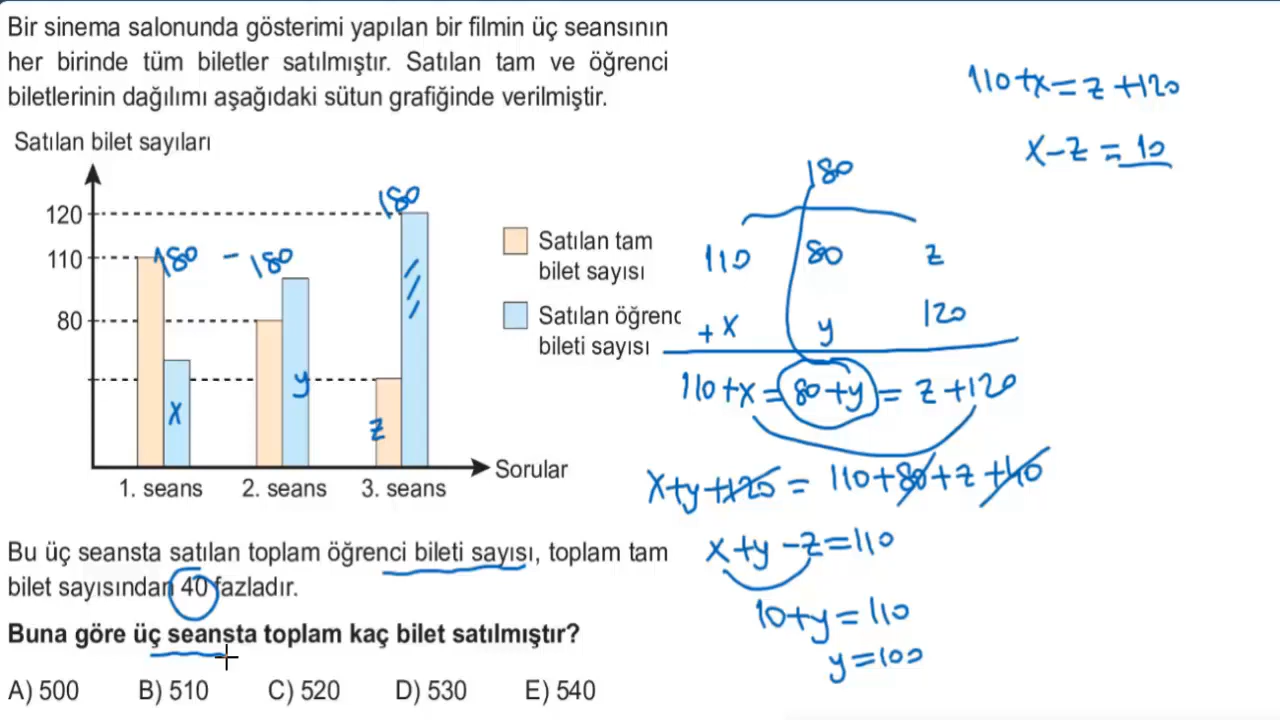 Bir sinema salonunda gösterimi yapılan bir filmin üç seansının
her birinde tüm biletler satılmıştır. Satılan tam ve öğrenci
biletlerinin dağılımı aşağıdaki sütun grafiğinde verilmiştir.
Satılan bilet sayıları
120
110
80
180
180 - 180
x
y
z
1. seans 2. seans 3. seans
Sorular
Satılan tam
bilet sayısı
Satılan öğrenc
bileti sayısı
Bu üç seansta satılan toplam öğrenci bileti sayısı, toplam tam
bilet sayısından 40 fazladır.
Buna göre üç seansta toplam kaç bilet satılmıştır?
A) 500 B) 510 C) 520 D) 530 E) 540
110+x=z+120
x-z=10
180
110 80 z
+x y 120
110+x=80+y=z+120
x+y+120=110+80+z+40
x+y-z=110
10+y=110
y=100